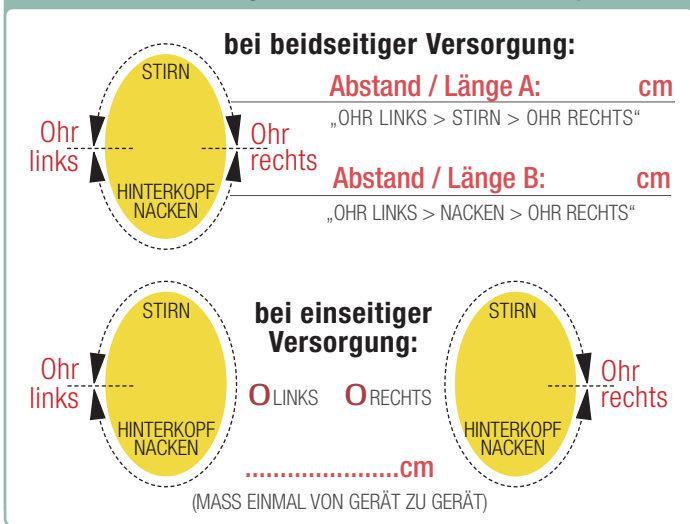 bei beidseitiger Versorgung:
STIRN
Abstand / Länge A: cm
„OHR LINKS > STIRN > OHR RECHTS“
Ohr
links
Ohr
rechts
Abstand / Länge B: cm
HINTERKOPF
NACKEN
„OHR LINKS > NACKEN > OHR RECHTS“
STIRN
bei einseitiger
Versorgung:
STIRN
Ohr
links
O LINKS O RECHTS
Ohr
rechts
HINTERKOPF
NACKEN
HINTERKOPF
NACKEN
......................cm
(MASS EINMAL VON GERÄT ZU GERÄT)